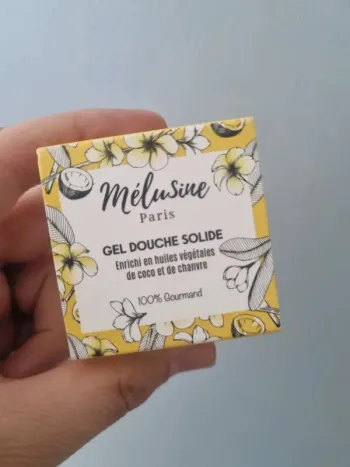 Mélusine
Paris
GEL DOUCHE SOLIDE
Enrichi en huiles végétales
de coco et de chanvre
100% Gourmand